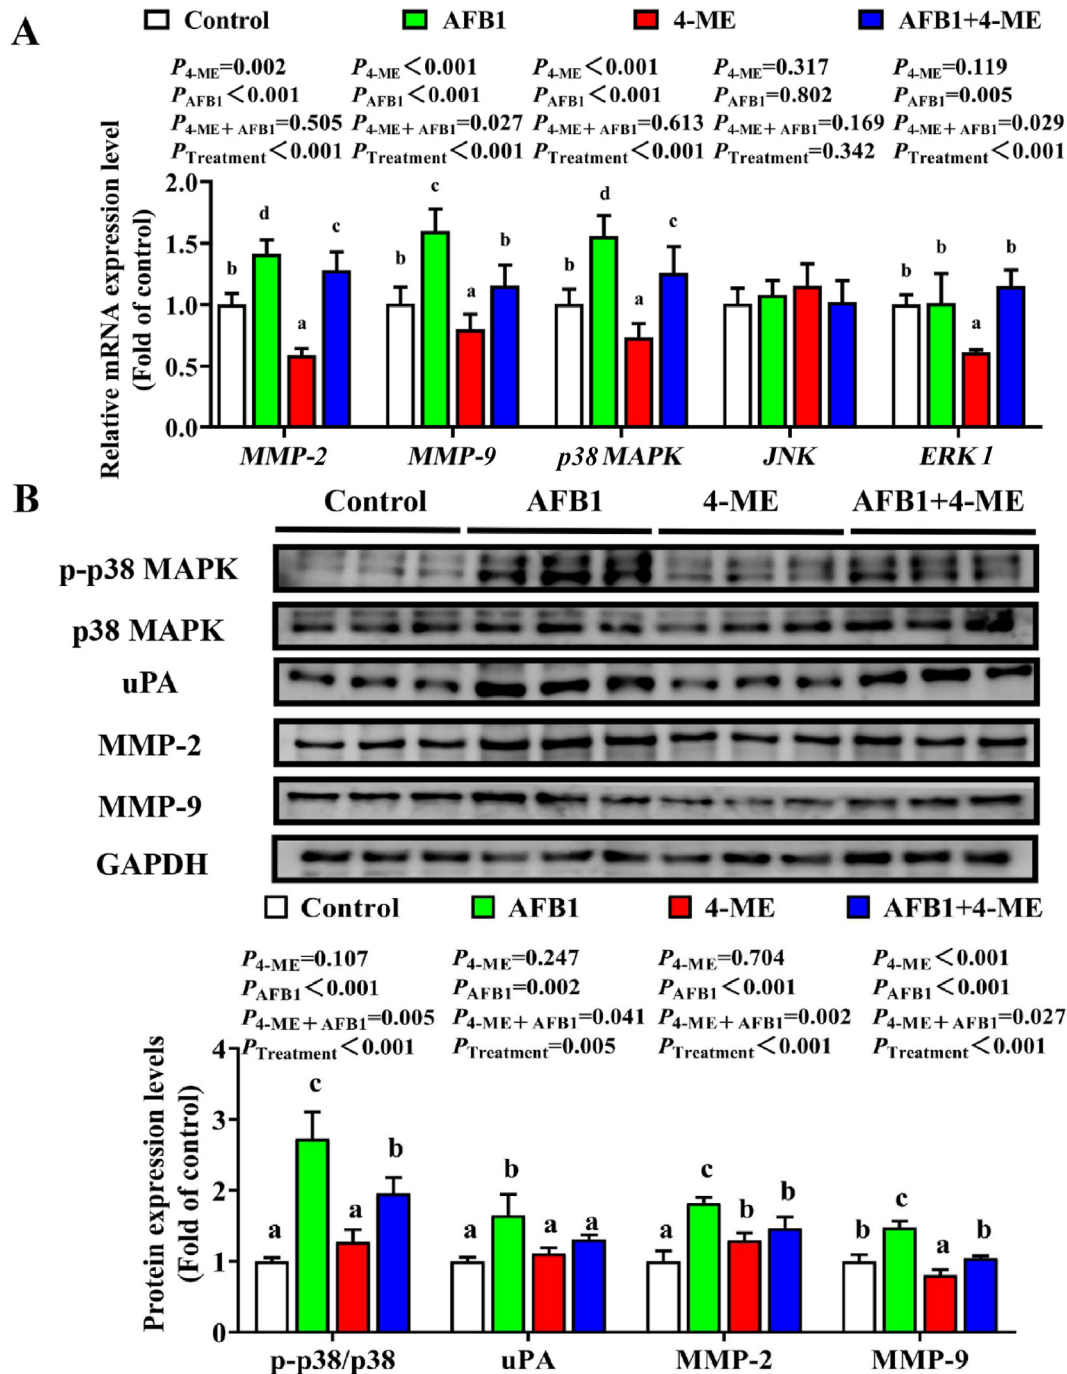 A
Control AFB1 4-ME AFB1+4-ME
P4-ME=0.002 P4-ME<0.001 P4-ME<0.001 P4-ME=0.317 P4-ME=0.119
PAFB1<0.001 PAFB1<0.001 PAFB1<0.001 PAFB1=0.802 PAFB1=0.005
P4-ME+AFB1=0.505 P4-ME+AFB1=0.027 P4-ME+AFB1=0.613 P4-ME+AFB1=0.169 P4-ME+AFB1=0.029
PTreatment<0.001 PTreatment<0.001 PTreatment<0.001 PTreatment=0.342 PTreatment<0.001
Relative mRNA expression level
(Fold of control)
2.0
1.5
1.0
0.5
0.0
b d a c
b c a b
b d a c
b b a b
MMP-2 MMP-9 p38 MAPK JNK ERK 1
B
Control AFB1 4-ME AFB1+4-ME
p-p38 MAPK
p38 MAPK
uPA
MMP-2
MMP-9
GAPDH
Control AFB1 4-ME AFB1+4-ME
P4-ME=0.107 P4-ME=0.247 P4-ME=0.704 P4-ME<0.001
PAFB1<0.001 PAFB1=0.002 PAFB1<0.001 PAFB1<0.001
P4-ME+AFB1=0.005 P4-ME+AFB1=0.041 P4-ME+AFB1=0.002 P4-ME+AFB1=0.027
PTreatment<0.001 PTreatment=0.005 PTreatment<0.001 PTreatment<0.001
Protein expression levels
(Fold of control)
4
3
2
1
0
a c a b
a b a a
a c b b
b c a b
p-p38/p38 uPA MMP-2 MMP-9